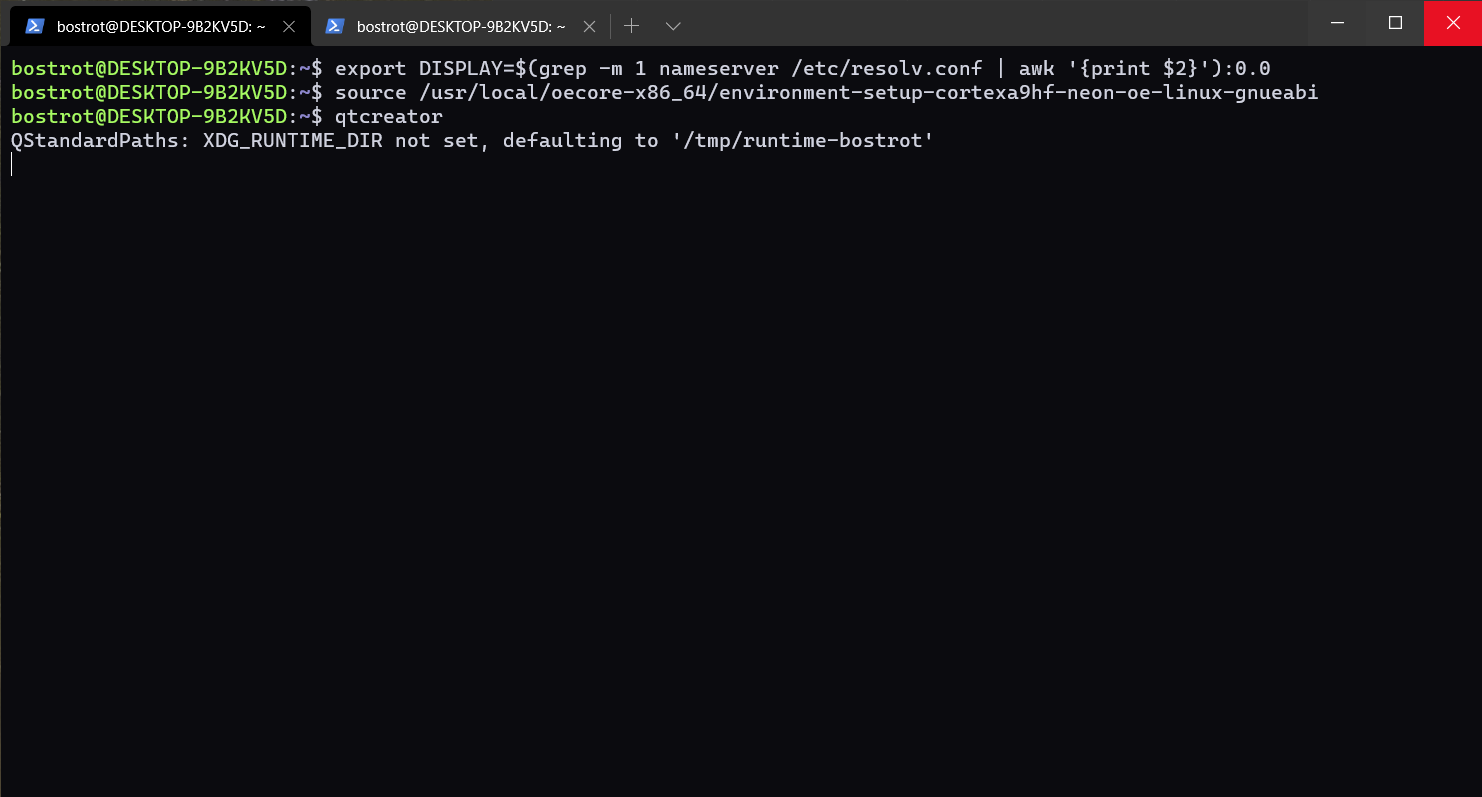 bostrot@DESKTOP-9B2KV5D: ~
bostrot@DESKTOP-9B2KV5D: ~
bostrot@DESKTOP-9B2KV5D:~$ export DISPLAY=$(grep -m 1 nameserver /etc/resolv.conf | awk '{print $2}'):0.0
bostrot@DESKTOP-9B2KV5D:~$ source /usr/local/oecore-x86_64/environment-setup-cortexa9hf-neon-oe-linux-gnueabi
bostrot@DESKTOP-9B2KV5D:~$ qtcreator
QStandardPaths: XDG_RUNTIME_DIR not set, defaulting to '/tmp/runtime-bostrot'